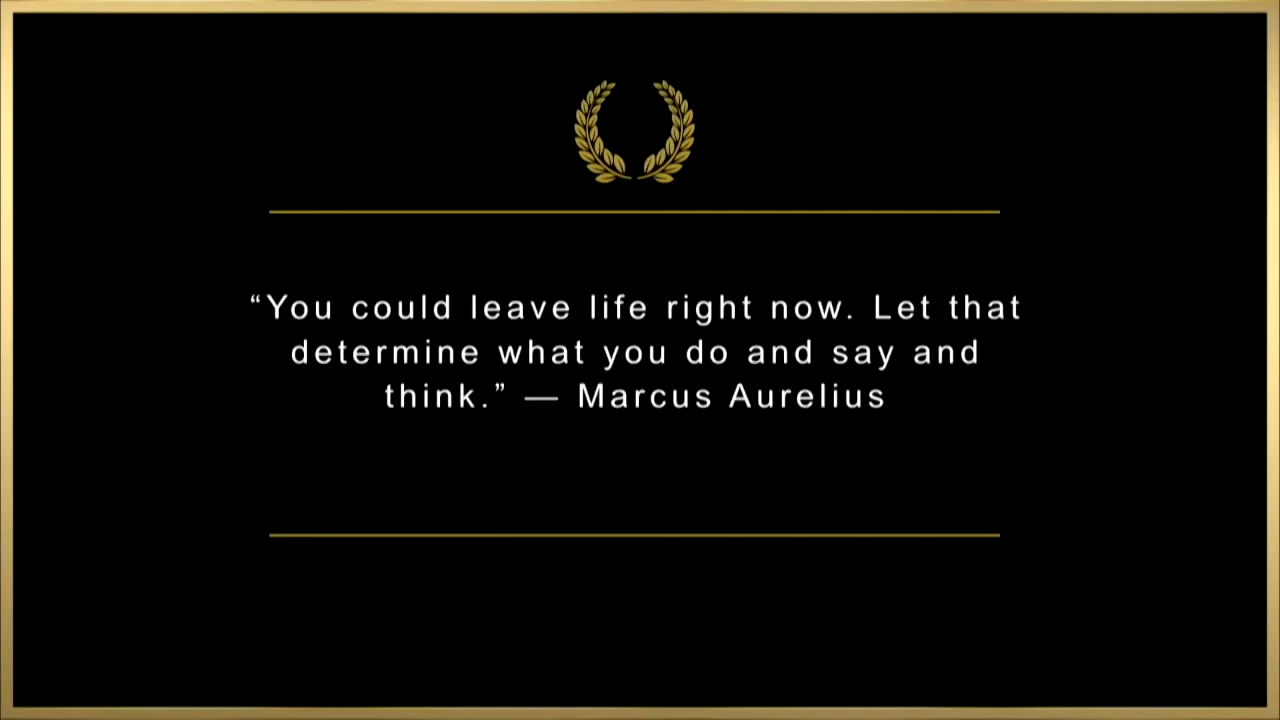 “You could leave life right now. Let that
determine what you do and say and
think.” — Marcus Aurelius